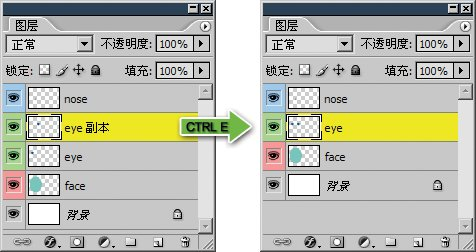 图层
正常
不透明度: 100%
锁定:
填充: 100%
nose
eye 副本
eye
face
背景
CTRL E
图层
正常
不透明度: 100%
锁定:
填充: 100%
nose
eye
face
背景